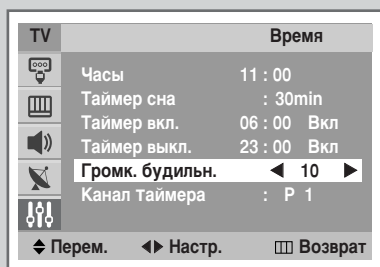 TV Время
Часы 11 : 00
Таймер сна : 30min
Таймер вкл. 06 : 00 Вкл
Таймер выкл. 23 : 00 Вкл
Громк. будильн. ◀ 10 ▶
Канал таймера : P 1
Перем. Настр. Возврат